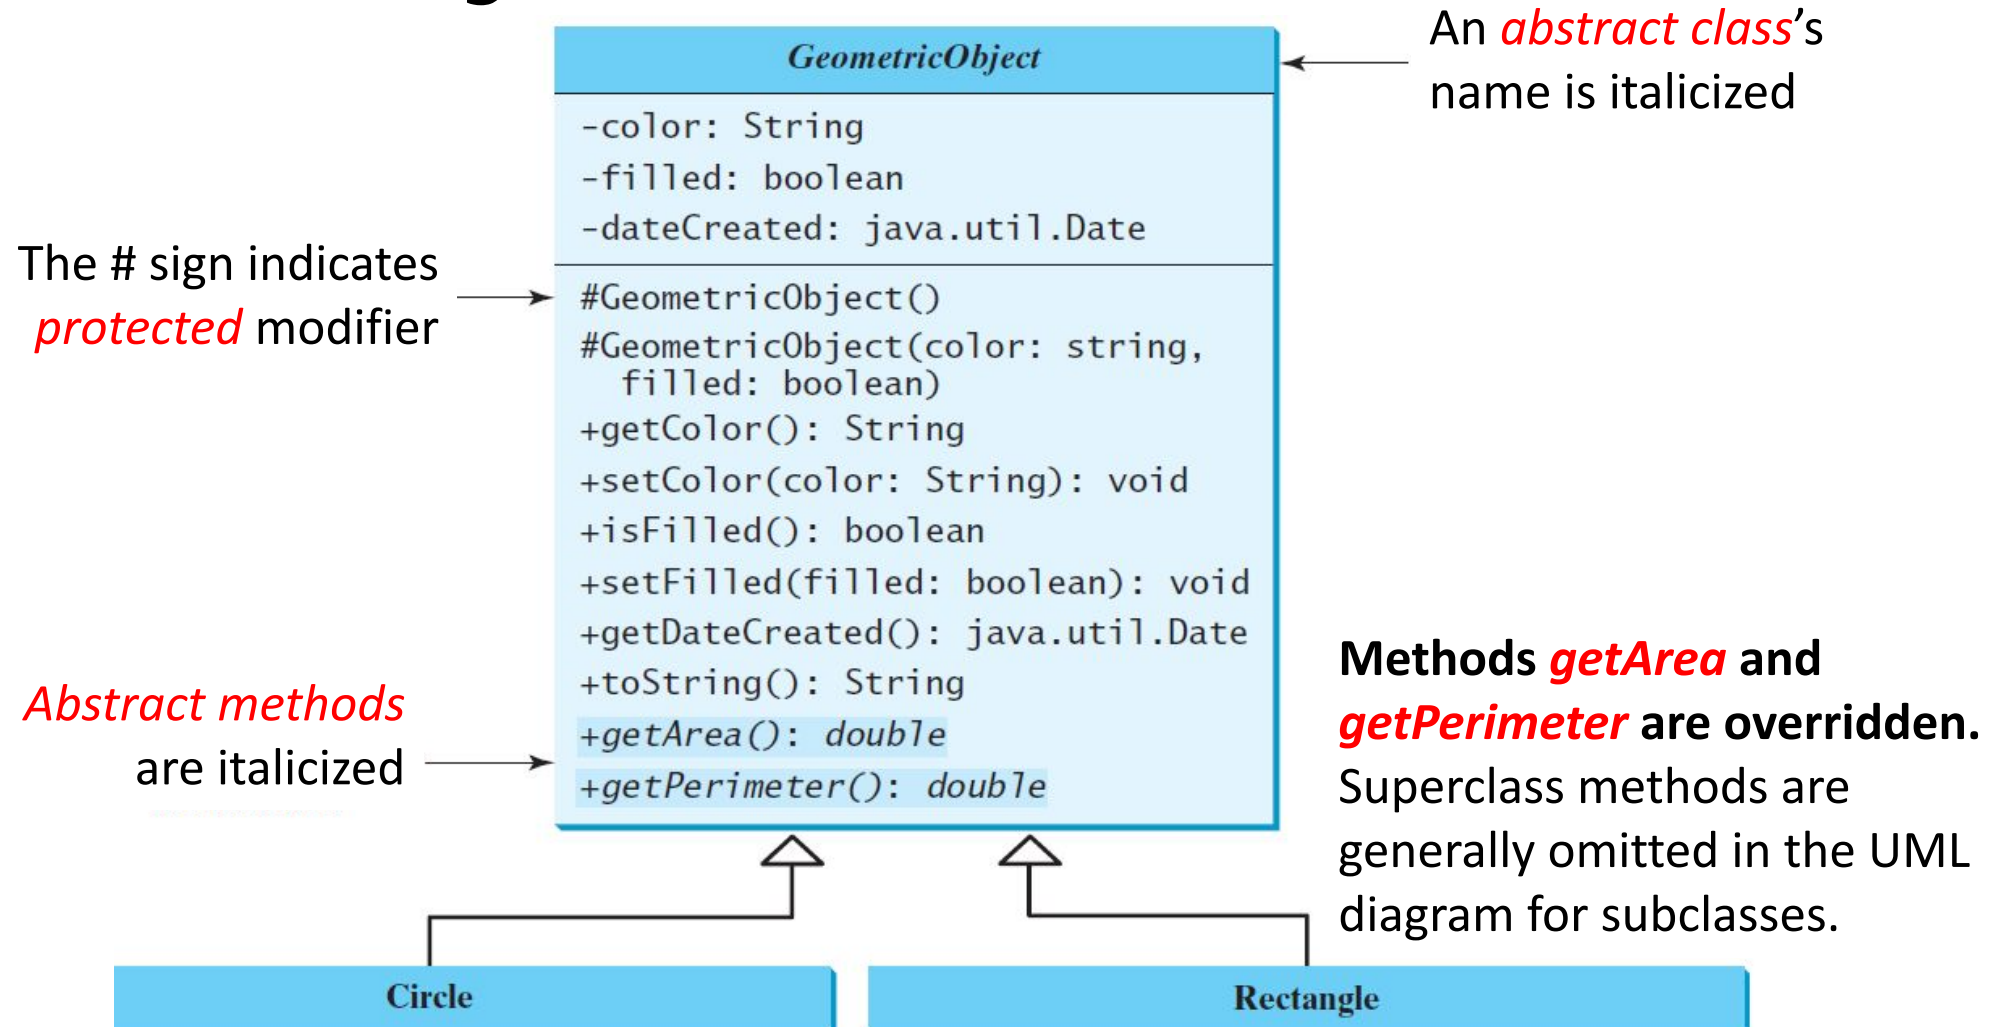 An abstract class's
name is italicized
GeometricObject
-color: String
-filled: boolean
-dateCreated: java.util.Date
The # sign indicates
protected modifier
#GeometricObject()
#GeometricObject(color: string,
filled: boolean)
+getColor(): String
+setColor(color: String): void
+isFilled(): boolean
+setFilled(filled: boolean): void
+getDateCreated(): java.util.Date
+toString(): String
+getArea(): double
+getPerimeter(): double
Abstract methods
are italicized
Methods getArea and
getPerimeter are overridden.
Superclass methods are
generally omitted in the UML
diagram for subclasses.
Circle
Rectangle